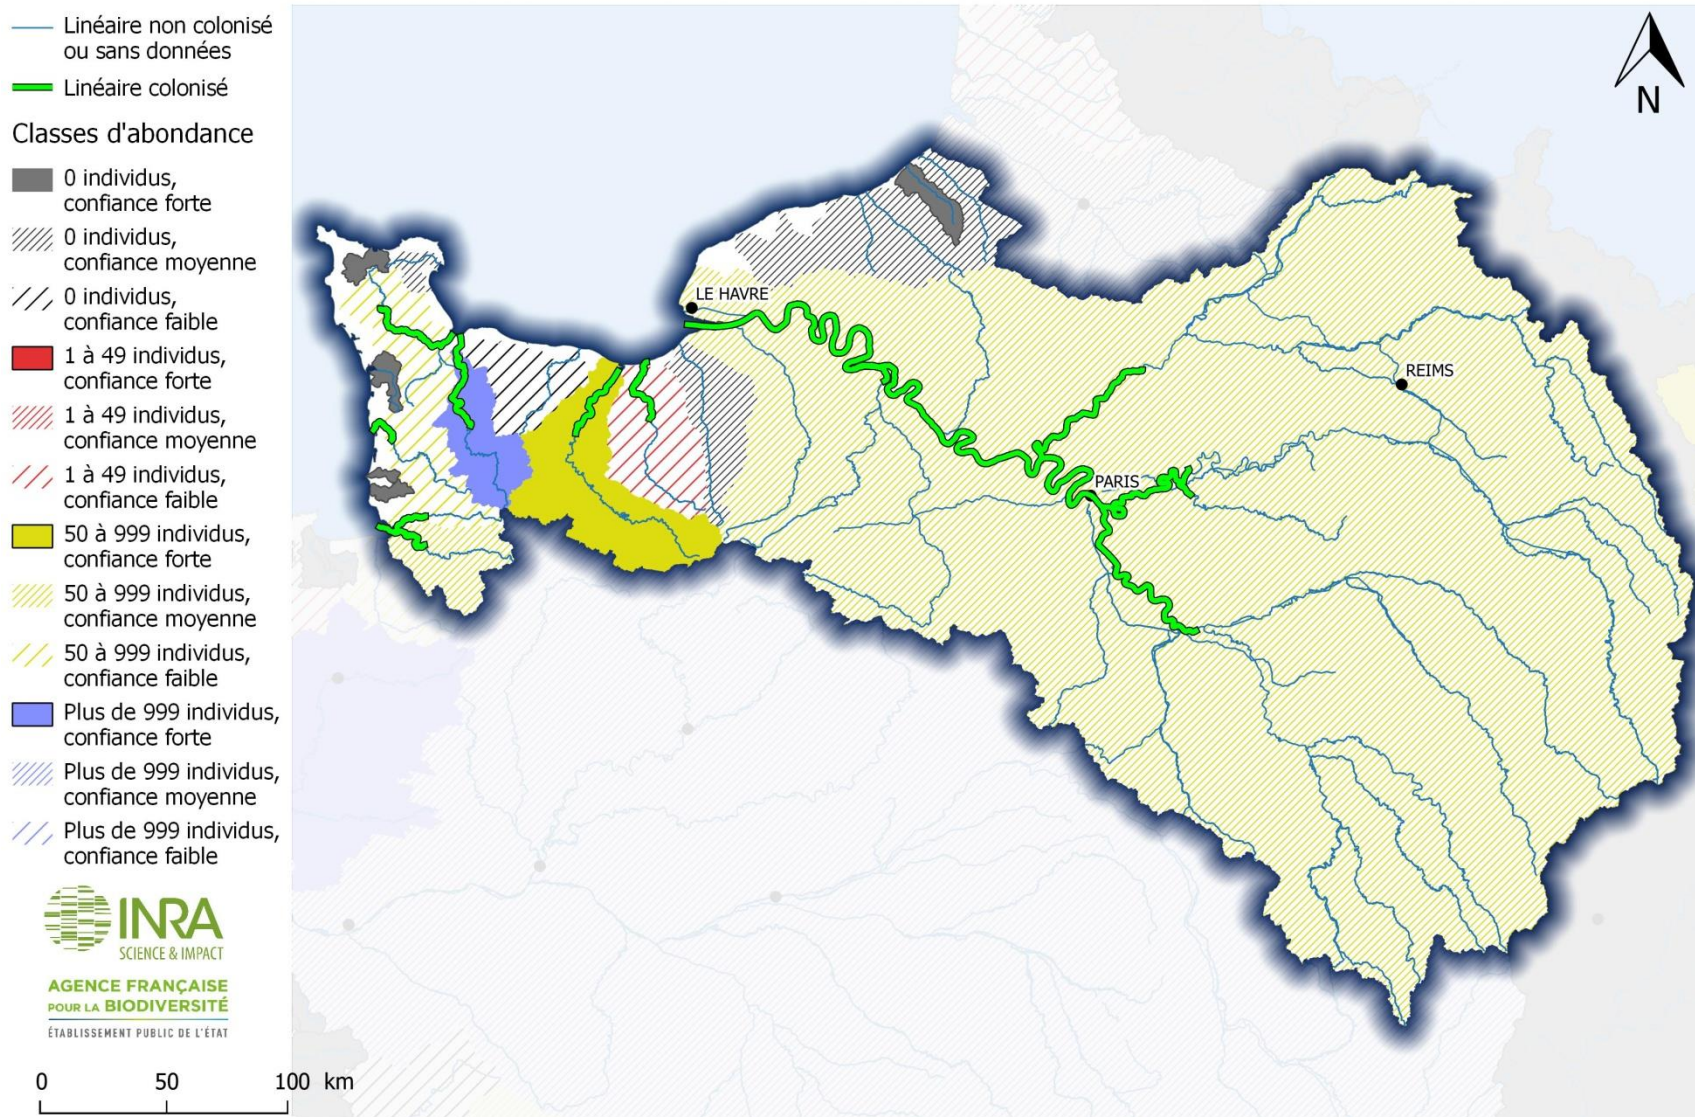 Linéaire non colonisé
ou sans données
Linéaire colonisé
Classes d'abondance
0 individus,
confiance forte
0 individus,
confiance moyenne
0 individus,
confiance faible
1 à 49 individus,
confiance forte
1 à 49 individus,
confiance moyenne
1 à 49 individus,
confiance faible
50 à 999 individus,
confiance forte
50 à 999 individus,
confiance moyenne
50 à 999 individus,
confiance faible
Plus de 999 individus,
confiance forte
Plus de 999 individus,
confiance moyenne
Plus de 999 individus,
confiance faible
INRA
SCIENCE & IMPACT
AGENCE FRANÇAISE
POUR LA BIODIVERSITÉ
ÉTABLISSEMENT PUBLIC DE L'ÉTAT
0 50 100 km
N
LE HAVRE
REIMS
PARIS